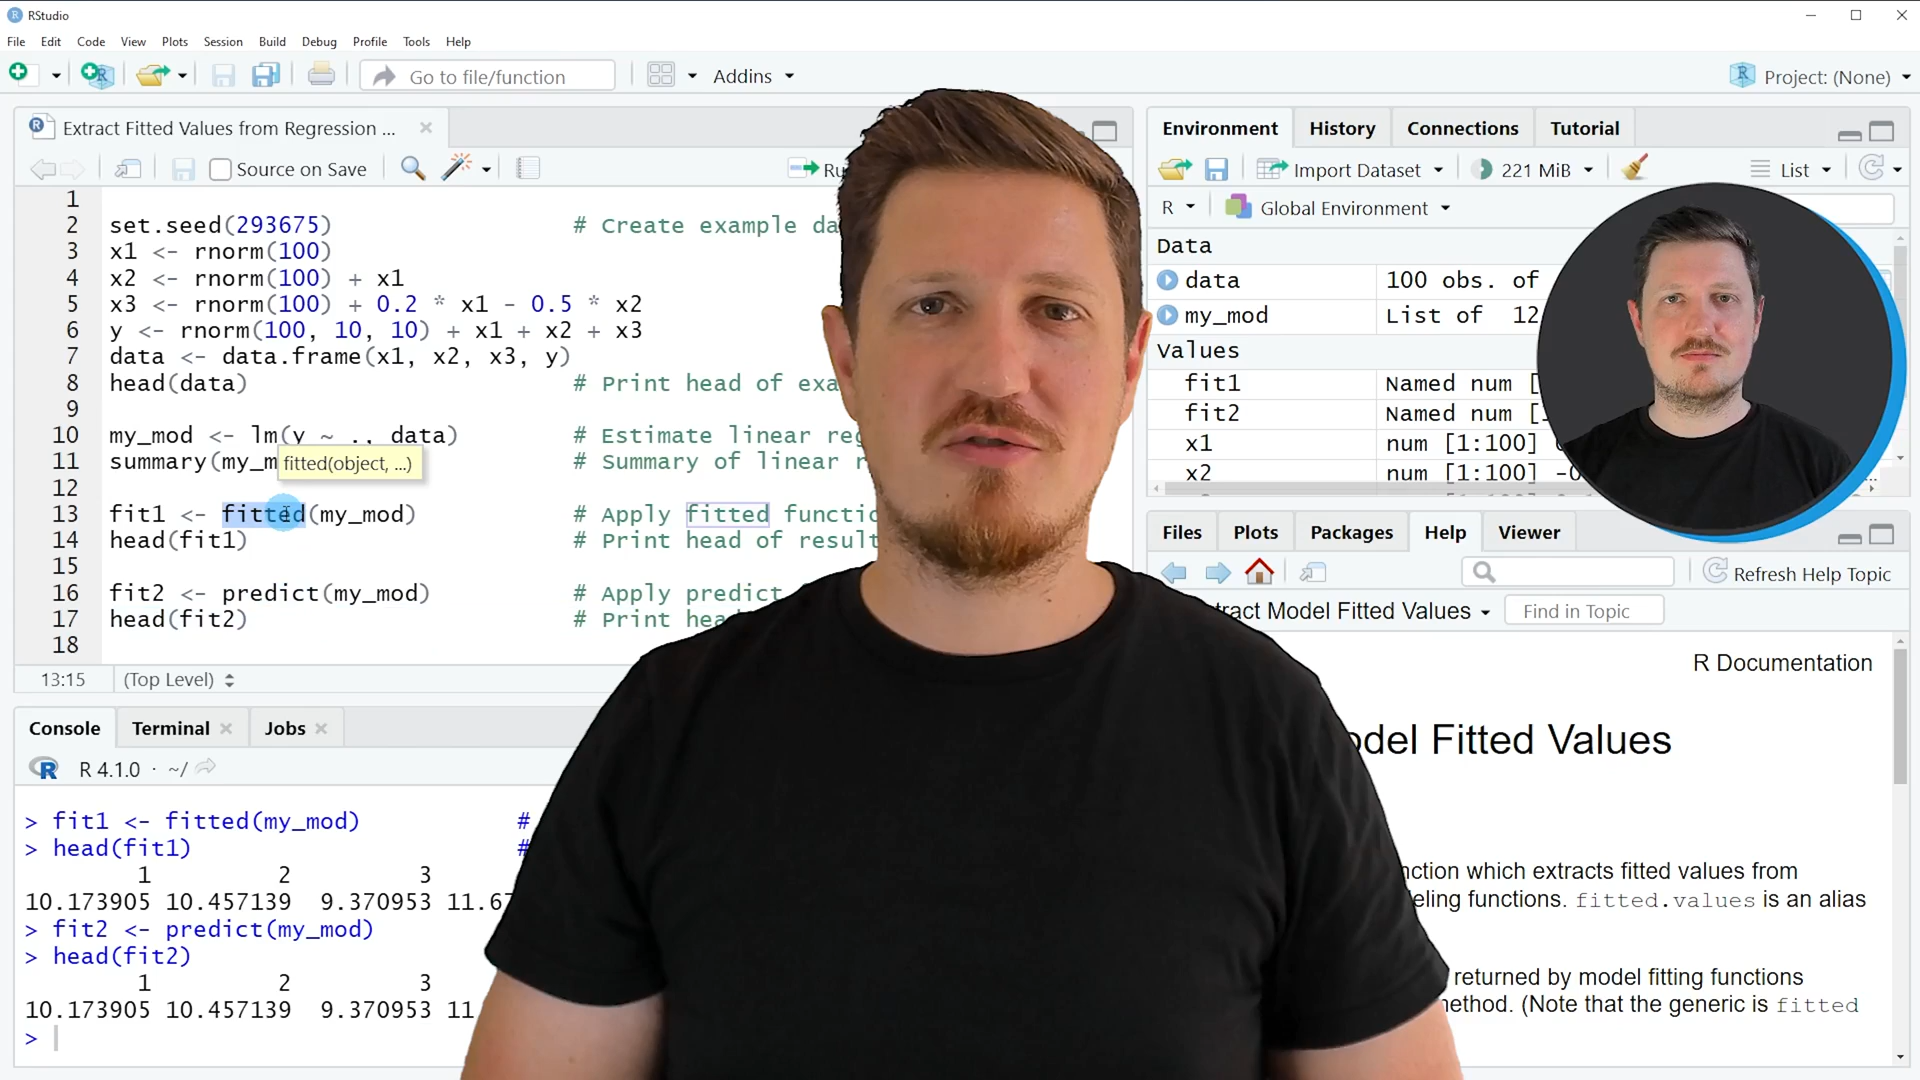 RStudio
File Edit Code View Plots Session Build Debug Profile Tools Help
Go to file/function Addins Project: (None)
Extract Fitted Values from Regression ...
Source on Save
1
2 set.seed(293675) # Create example
3 x1 <- rnorm(100)
4 x2 <- rnorm(100) + x1
5 x3 <- rnorm(100) + 0.2 * x1 - 0.5 * x2
6 y <- rnorm(100, 10, 10) + x1 + x2 + x3
7 data <- data.frame(x1, x2, x3, y)
8 head(data) # Print head of
9
10 my_mod <- lm(y ~ ., data) # Estimate linear
11 summary(my_m # Summary of linear
fitted(object, ...)
12
13 fit1 <- fitted(my_mod) # Apply fitted
14 head(fit1) # Print head of result
15
16 fit2 <- predict(my_mod) # Apply predict
17 head(fit2) # Print
18
13:15 (Top Level)
Console Terminal Jobs
R 4.1.0 · ~/
> fit1 <- fitted(my_mod) #
> head(fit1) #
1 2 3
10.173905 10.457139 9.370953 11.67
> fit2 <- predict(my_mod)
> head(fit2)
1 2 3
10.173905 10.457139 9.370953 11.
>
Environment History Connections Tutorial
Import Dataset 221 MiB List
R Global Environment
Data
data 100 obs. of
my_mod List of 12
Values
fit1 Named num [
fit2 Named num [
x1 num [1:100]
x2 num [1:100]
Files Plots Packages Help Viewer
Refresh Help Topic
Model Fitted Values Find in Topic
R Documentation
Fitted Values
which extracts fitted values from
functions. fitted.values is an alias
returned by model fitting functions
(Note that the generic is fitted